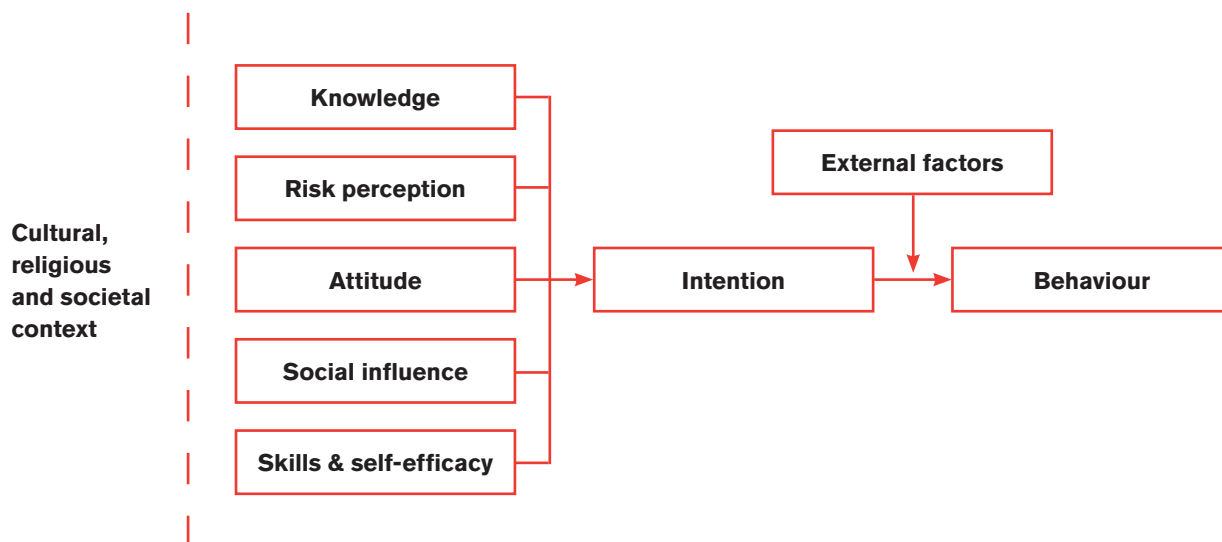 Cultural,
religious
and societal
context
Knowledge
Risk perception
Attitude
Social influence
Skills & self-efficacy
Intention
External factors
Behaviour